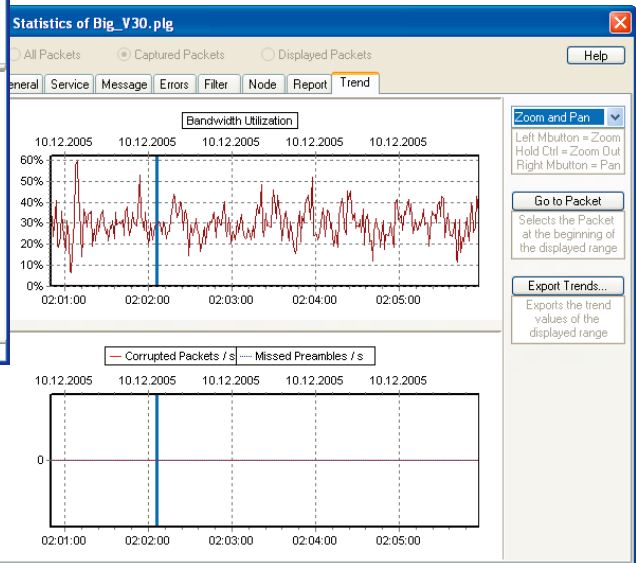 Statistics of Big_V30.plg
All Packets Captured Packets Displayed Packets Help
eneral Service Message Errors Filter Node Report Trend
Bandwidth Utilization
10.12.2005 10.12.2005 10.12.2005 10.12.2005 10.12.2005
60%
50%
40%
30%
20%
10%
0%
02:01:00 02:02:00 02:03:00 02:04:00 02:05:00
Corrupted Packets / s Missed Preambles / s
10.12.2005 10.12.2005 10.12.2005 10.12.2005 10.12.2005
0
02:01:00 02:02:00 02:03:00 02:04:00 02:05:00
Zoom and Pan
Left Mbutton = Zoom
Hold Ctrl = Zoom Out
Right Mbutton = Pan
Go to Packet
Selects the Packet
at the beginning of
the displayed range
Export Trends...
Exports the trend
values of the
displayed range